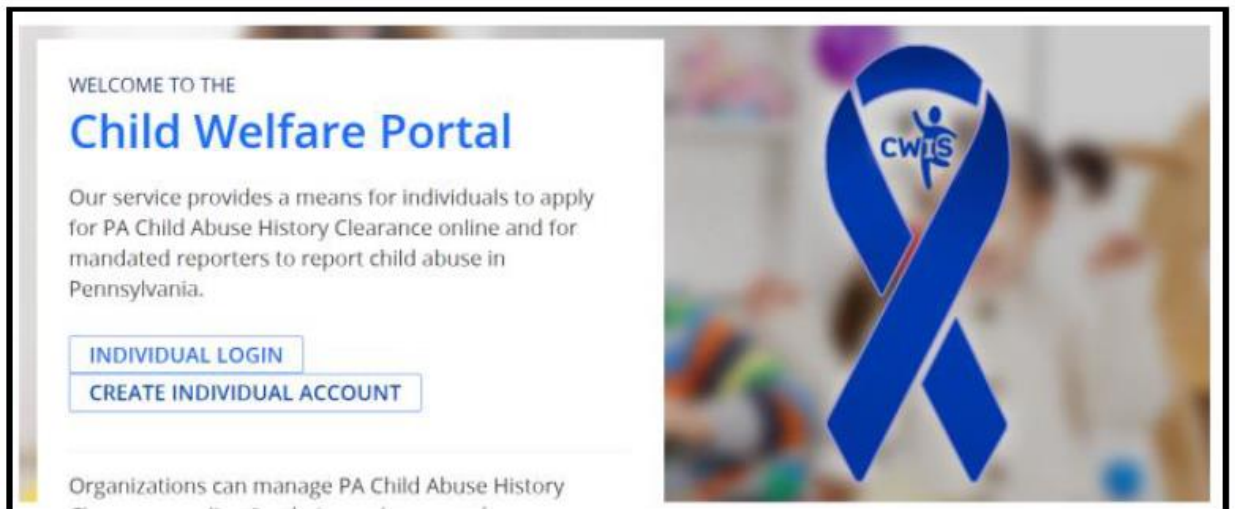 WELCOME TO THE
Child Welfare Portal
CWIS
Our service provides a means for individuals to apply
for PA Child Abuse History Clearance online and for
mandated reporters to report child abuse in
Pennsylvania.
INDIVIDUAL LOGIN
CREATE INDIVIDUAL ACCOUNT
Organizations can manage PA Child Abuse History